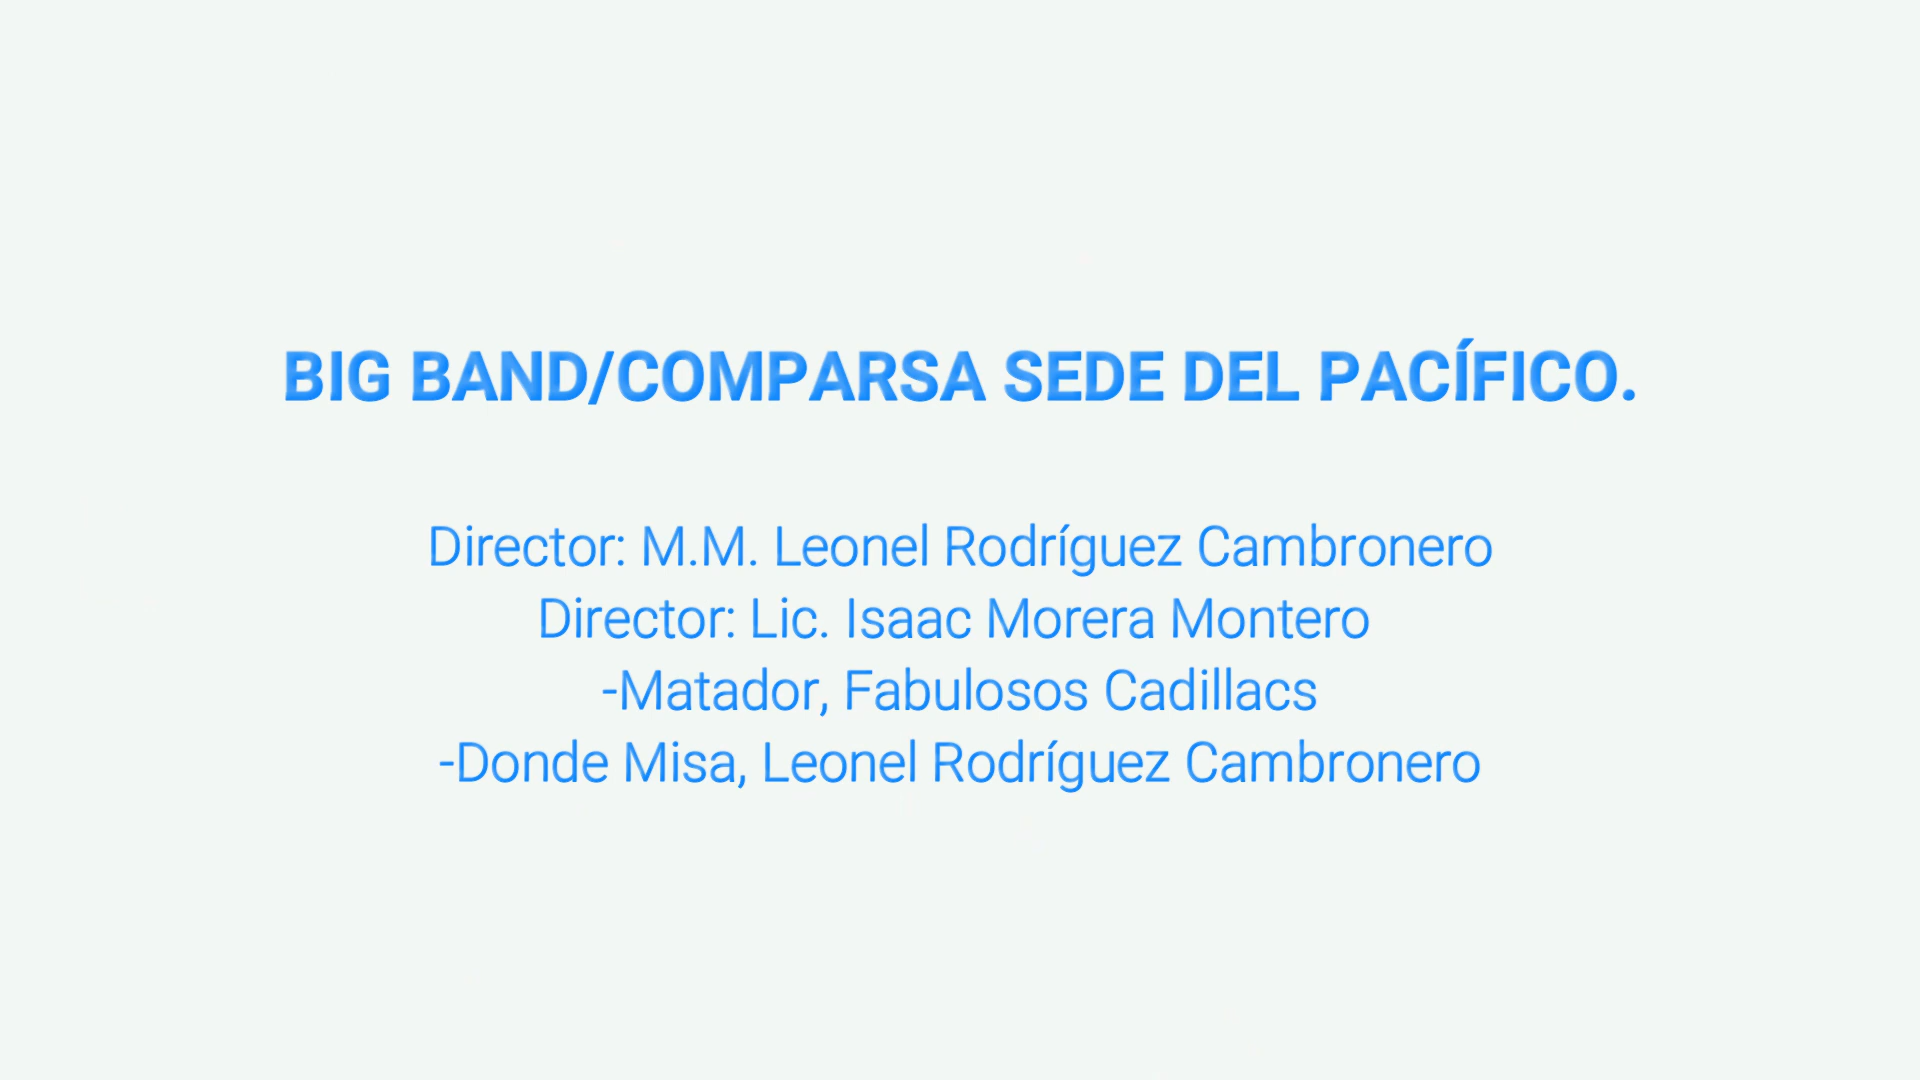 BIG BAND/COMPARSA SEDE DEL PACÍFICO.
Director: M.M. Leonel Rodríguez Cambronero
Director: Lic. Isaac Morera Montero
-Matador, Fabulosos Cadillacs
-Donde Misa, Leonel Rodríguez Cambronero